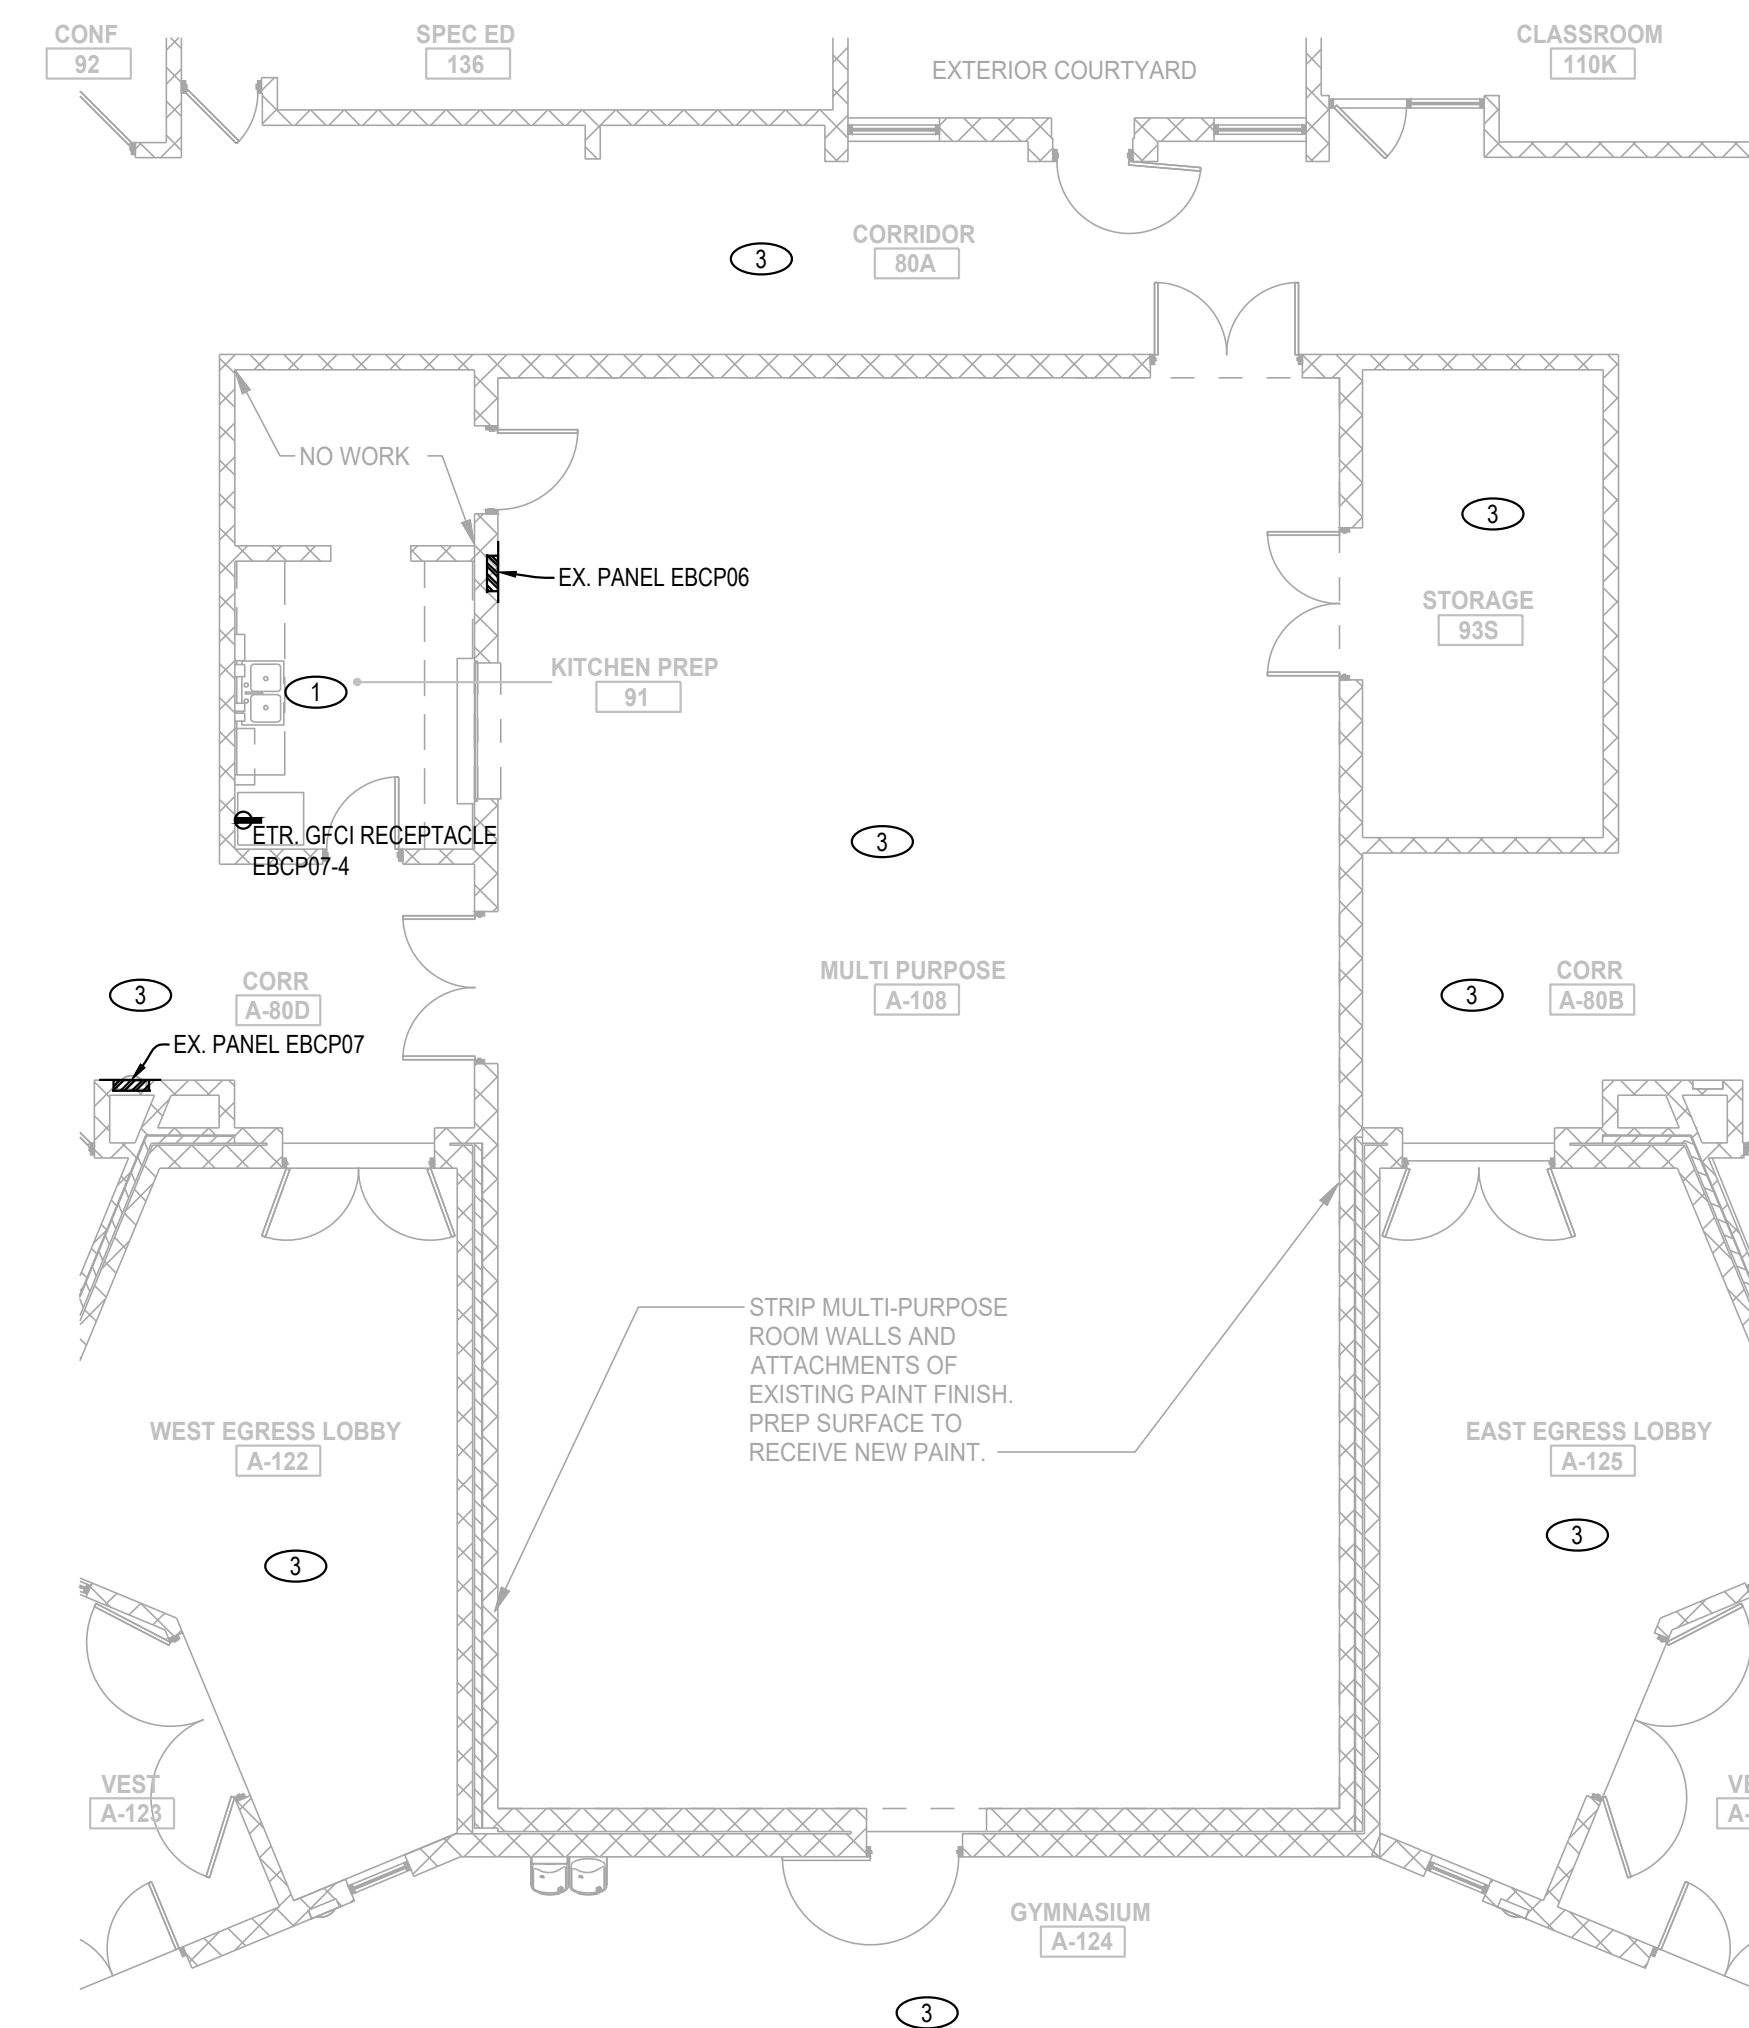 CONF
92
SPEC ED
136
EXTERIOR COURTYARD
CLASSROOM
110K
CORRIDOR
80A
3
NO WORK
EX. PANEL EBCP06
3
STORAGE
93S
KITCHEN PREP
91
1
ETR. GFCI RECEPTACLE
EBCP07-4
3
MULTI PURPOSE
A-108
3
CORR
A-80D
EX. PANEL EBCP07
3
CORR
A-80B
STRIP MULTI-PURPOSE
ROOM WALLS AND
ATTACHMENTS OF
EXISTING PAINT FINISH.
PREP SURFACE TO
RECEIVE NEW PAINT.
WEST EGRESS LOBBY
A-122
3
EAST EGRESS LOBBY
A-125
3
VEST
A-123
GYMNASIUM
A-124
3